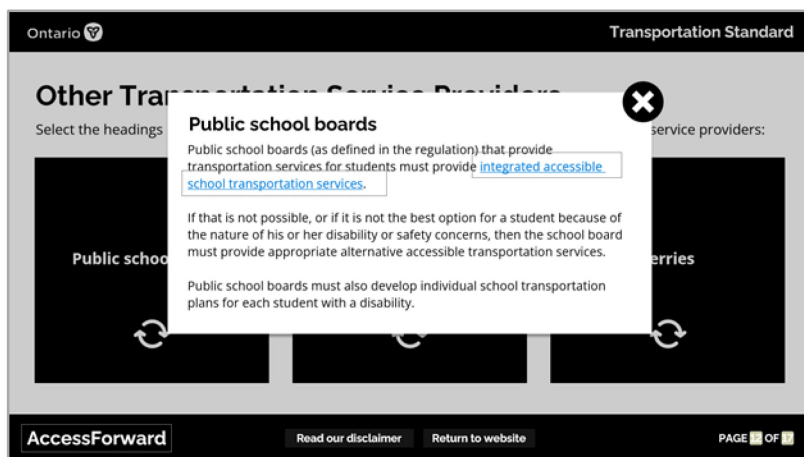 Ontario
Transportation Standard
Other Transportation Service Providers
Select the headings
service providers:
Public schoo
erries
Public school boards
Public school boards (as defined in the regulation) that provide
transportation services for students must provide integrated accessible
school transportation services.
If that is not possible, or if it is not the best option for a student because of
the nature of his or her disability or safety concerns, then the school board
must provide appropriate alternative accessible transportation services.
Public school boards must also develop individual school transportation
plans for each student with a disability.
AccessForward
Read our disclaimer
Return to website
PAGE 12 OF 17